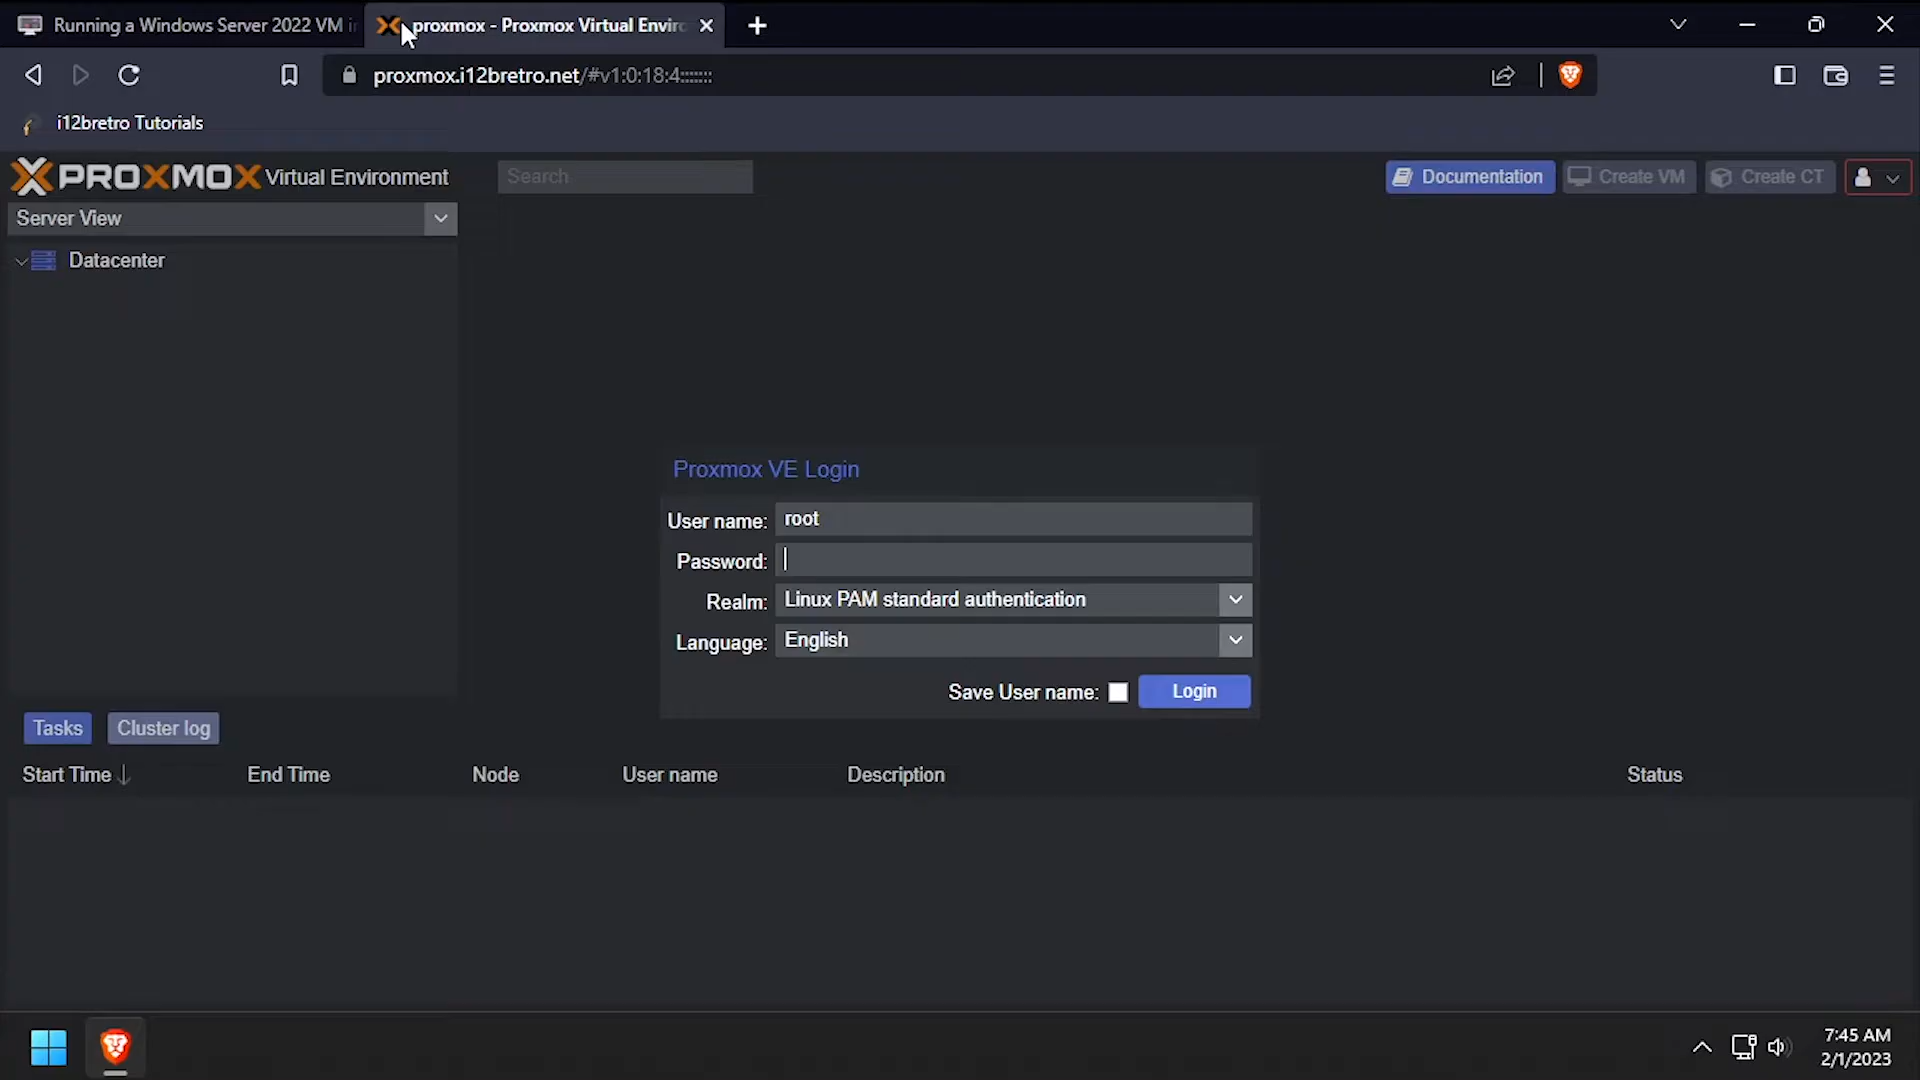 Running a Windows Server 2022 VM i
proxmox - Proxmox Virtual Enviro
proxmox.i12bretro.net/#v1:0:18:4:::::::
i12bretro Tutorials
PROXMOX Virtual Environment
Search
Documentation
Create VM
Create CT
Server View
Datacenter
Proxmox VE Login
User name: root
Password:
Realm: Linux PAM standard authentication
Language: English
Save User name:
Login
Tasks
Cluster log
Start Time
End Time
Node
User name
Description
Status
7:45 AM
2/1/2023